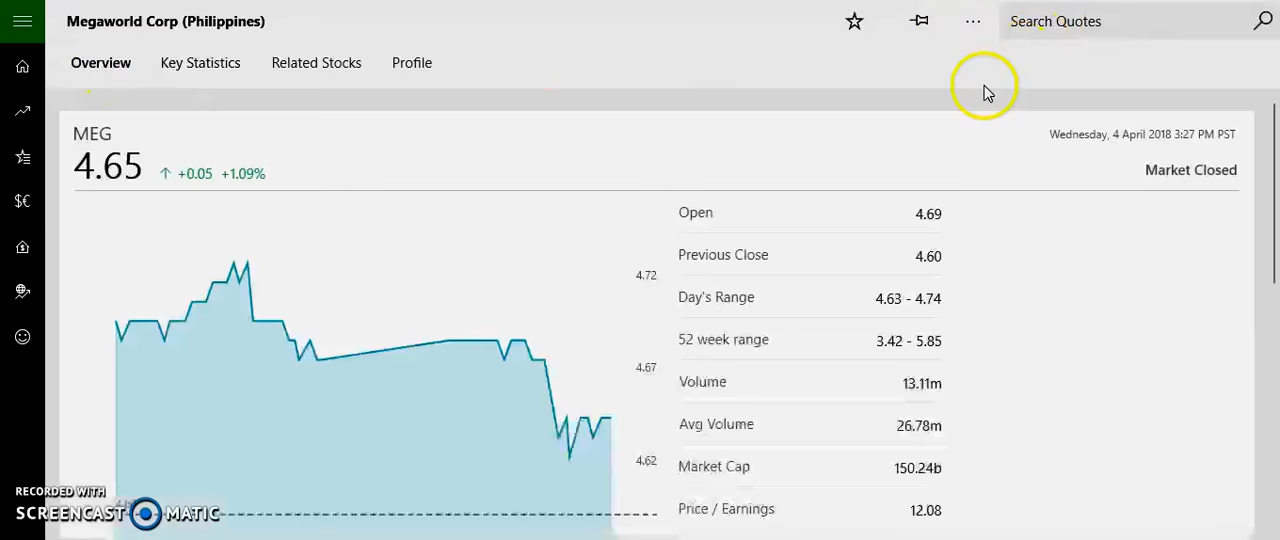 Megaworld Corp (Philippines)
Search Quotes
Overview Key Statistics Related Stocks Profile
MEG
Wednesday, 4 April 2018 3:27 PM PST
4.65 ↑ +0.05 +1.09%
Market Closed
Open 4.69
Previous Close 4.60
Day's Range 4.63 - 4.74
52 week range 3.42 - 5.85
Volume 13.11m
Avg Volume 26.78m
Market Cap 150.24b
Price / Earnings 12.08
4.72
4.67
4.62
RECORDED WITH
SCREENCAST MATIC